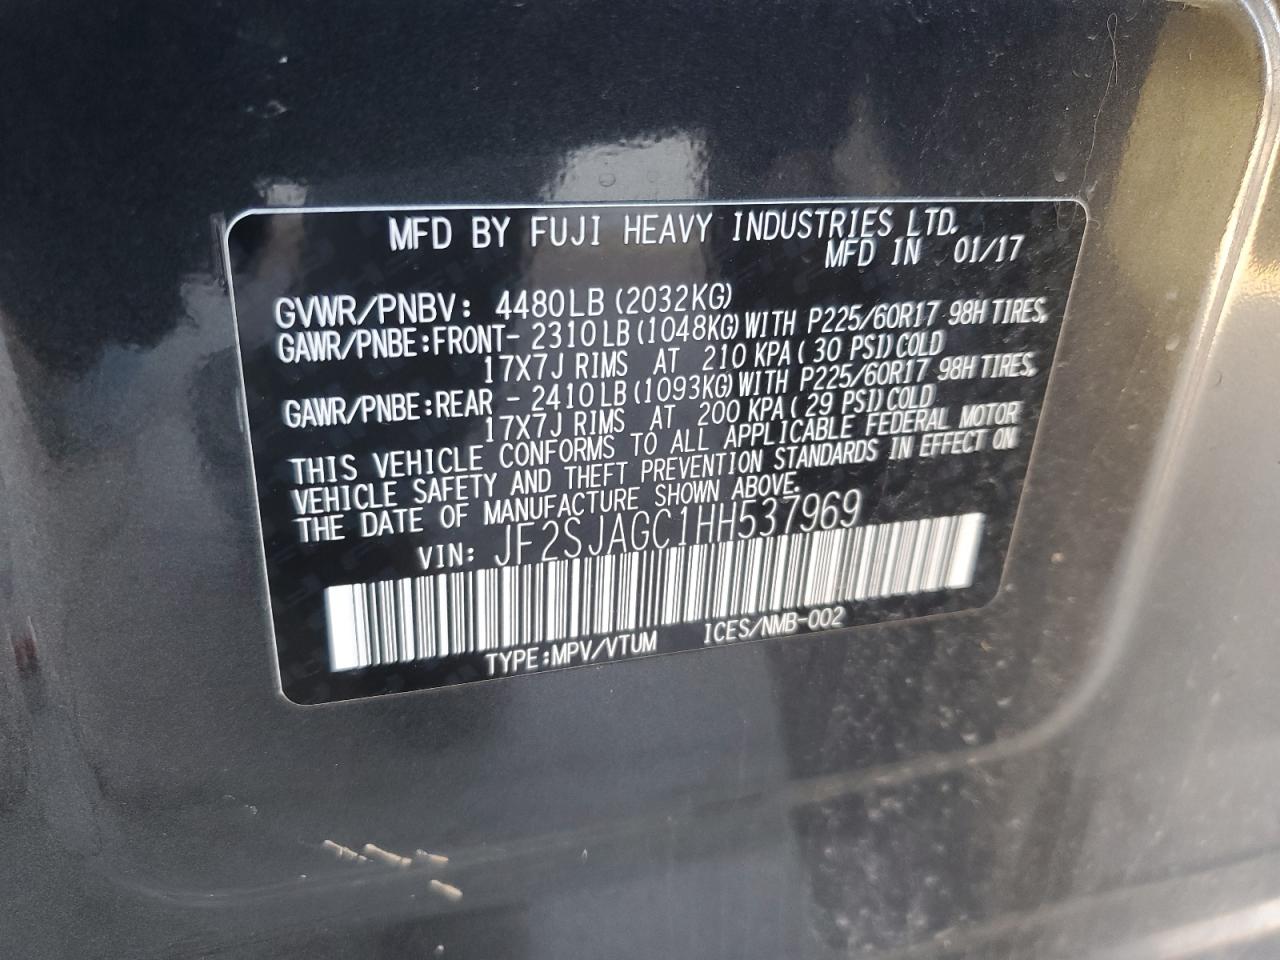 MFD BY FUJI HEAVY INDUSTRIES LTD.
MFD IN 01/17
GVWR/PNBV: 4480LB (2032KG)
GAWR/PNBE:FRONT- 2310LB (1048KG) WITH P225/60R17 98H TIRES,
17X7J RIMS AT 210 KPA ( 30 PSI) COLD
GAWR/PNBE:REAR - 2410LB (1093KG) WITH P225/60R17 98H TIRES,
17X7J RIMS AT 200 KPA ( 29 PSI) COLD
THIS VEHICLE CONFORMS TO ALL APPLICABLE FEDERAL MOTOR
VEHICLE SAFETY AND THEFT PREVENTION STANDARDS IN EFFECT ON
THE DATE OF MANUFACTURE SHOWN ABOVE.
VIN: JF2SJAGC1HH537969
TYPE:MPV/VTUM ICES/NMB-002